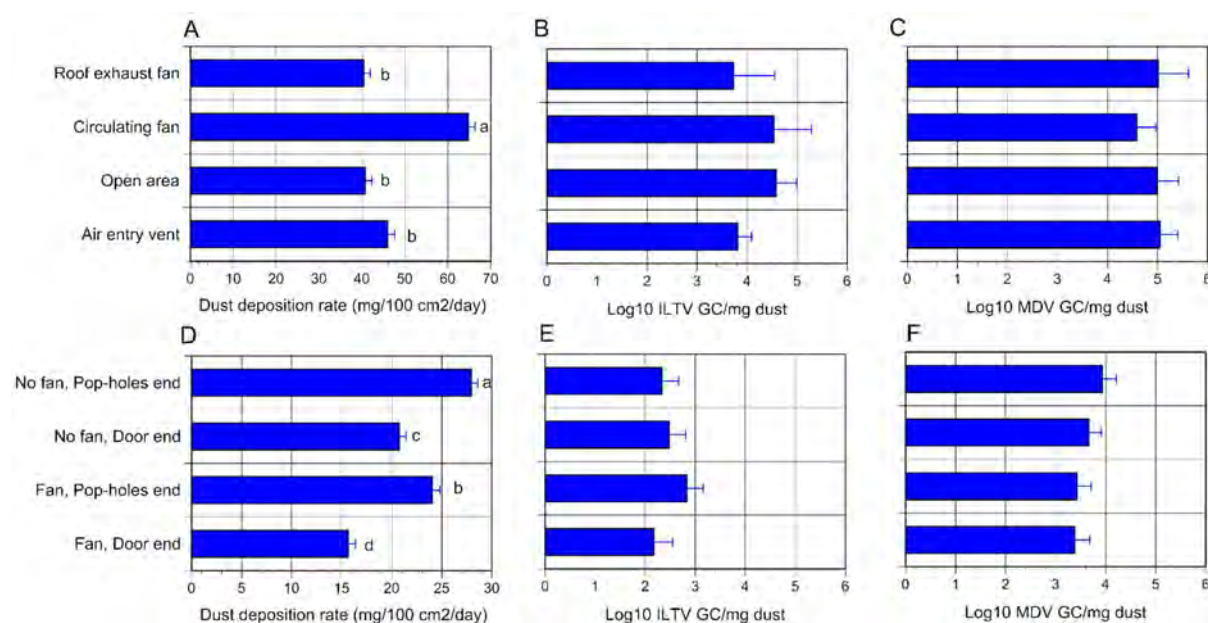 A
B
C
Roof exhaust fan
b
Circulating fan
a
Open area
b
Air entry vent
b
0 10 20 30 40 50 60 70
0 1 2 3 4 5 6
0 1 2 3 4 5 6
Dust deposition rate (mg/100 cm2/day)
Log10 ILTV GC/mg dust
Log10 MDV GC/mg dust
D
E
F
No fan, Pop-holes end
a
No fan, Door end
c
Fan, Pop-holes end
b
Fan, Door end
d
0 5 10 15 20 25 30
0 1 2 3 4 5 6
0 1 2 3 4 5 6
Dust deposition rate (mg/100 cm2/day)
Log10 ILTV GC/mg dust
Log10 MDV GC/mg dust